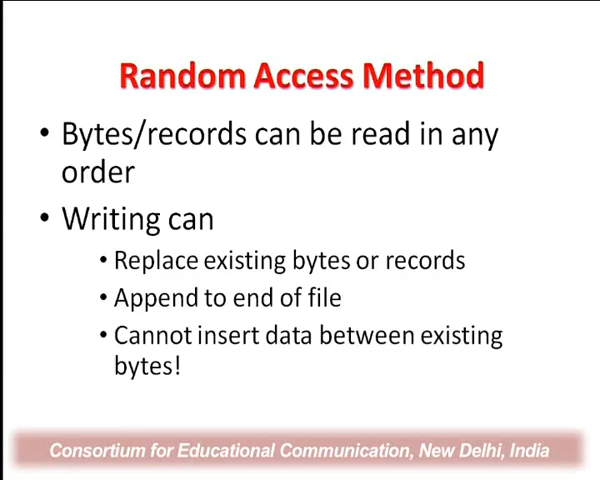 Random Access Method
• Bytes/records can be read in any
order
• Writing can
• Replace existing bytes or records
• Append to end of file
• Cannot insert data between existing
bytes!
Consortium for Educational Communication, New Delhi, India